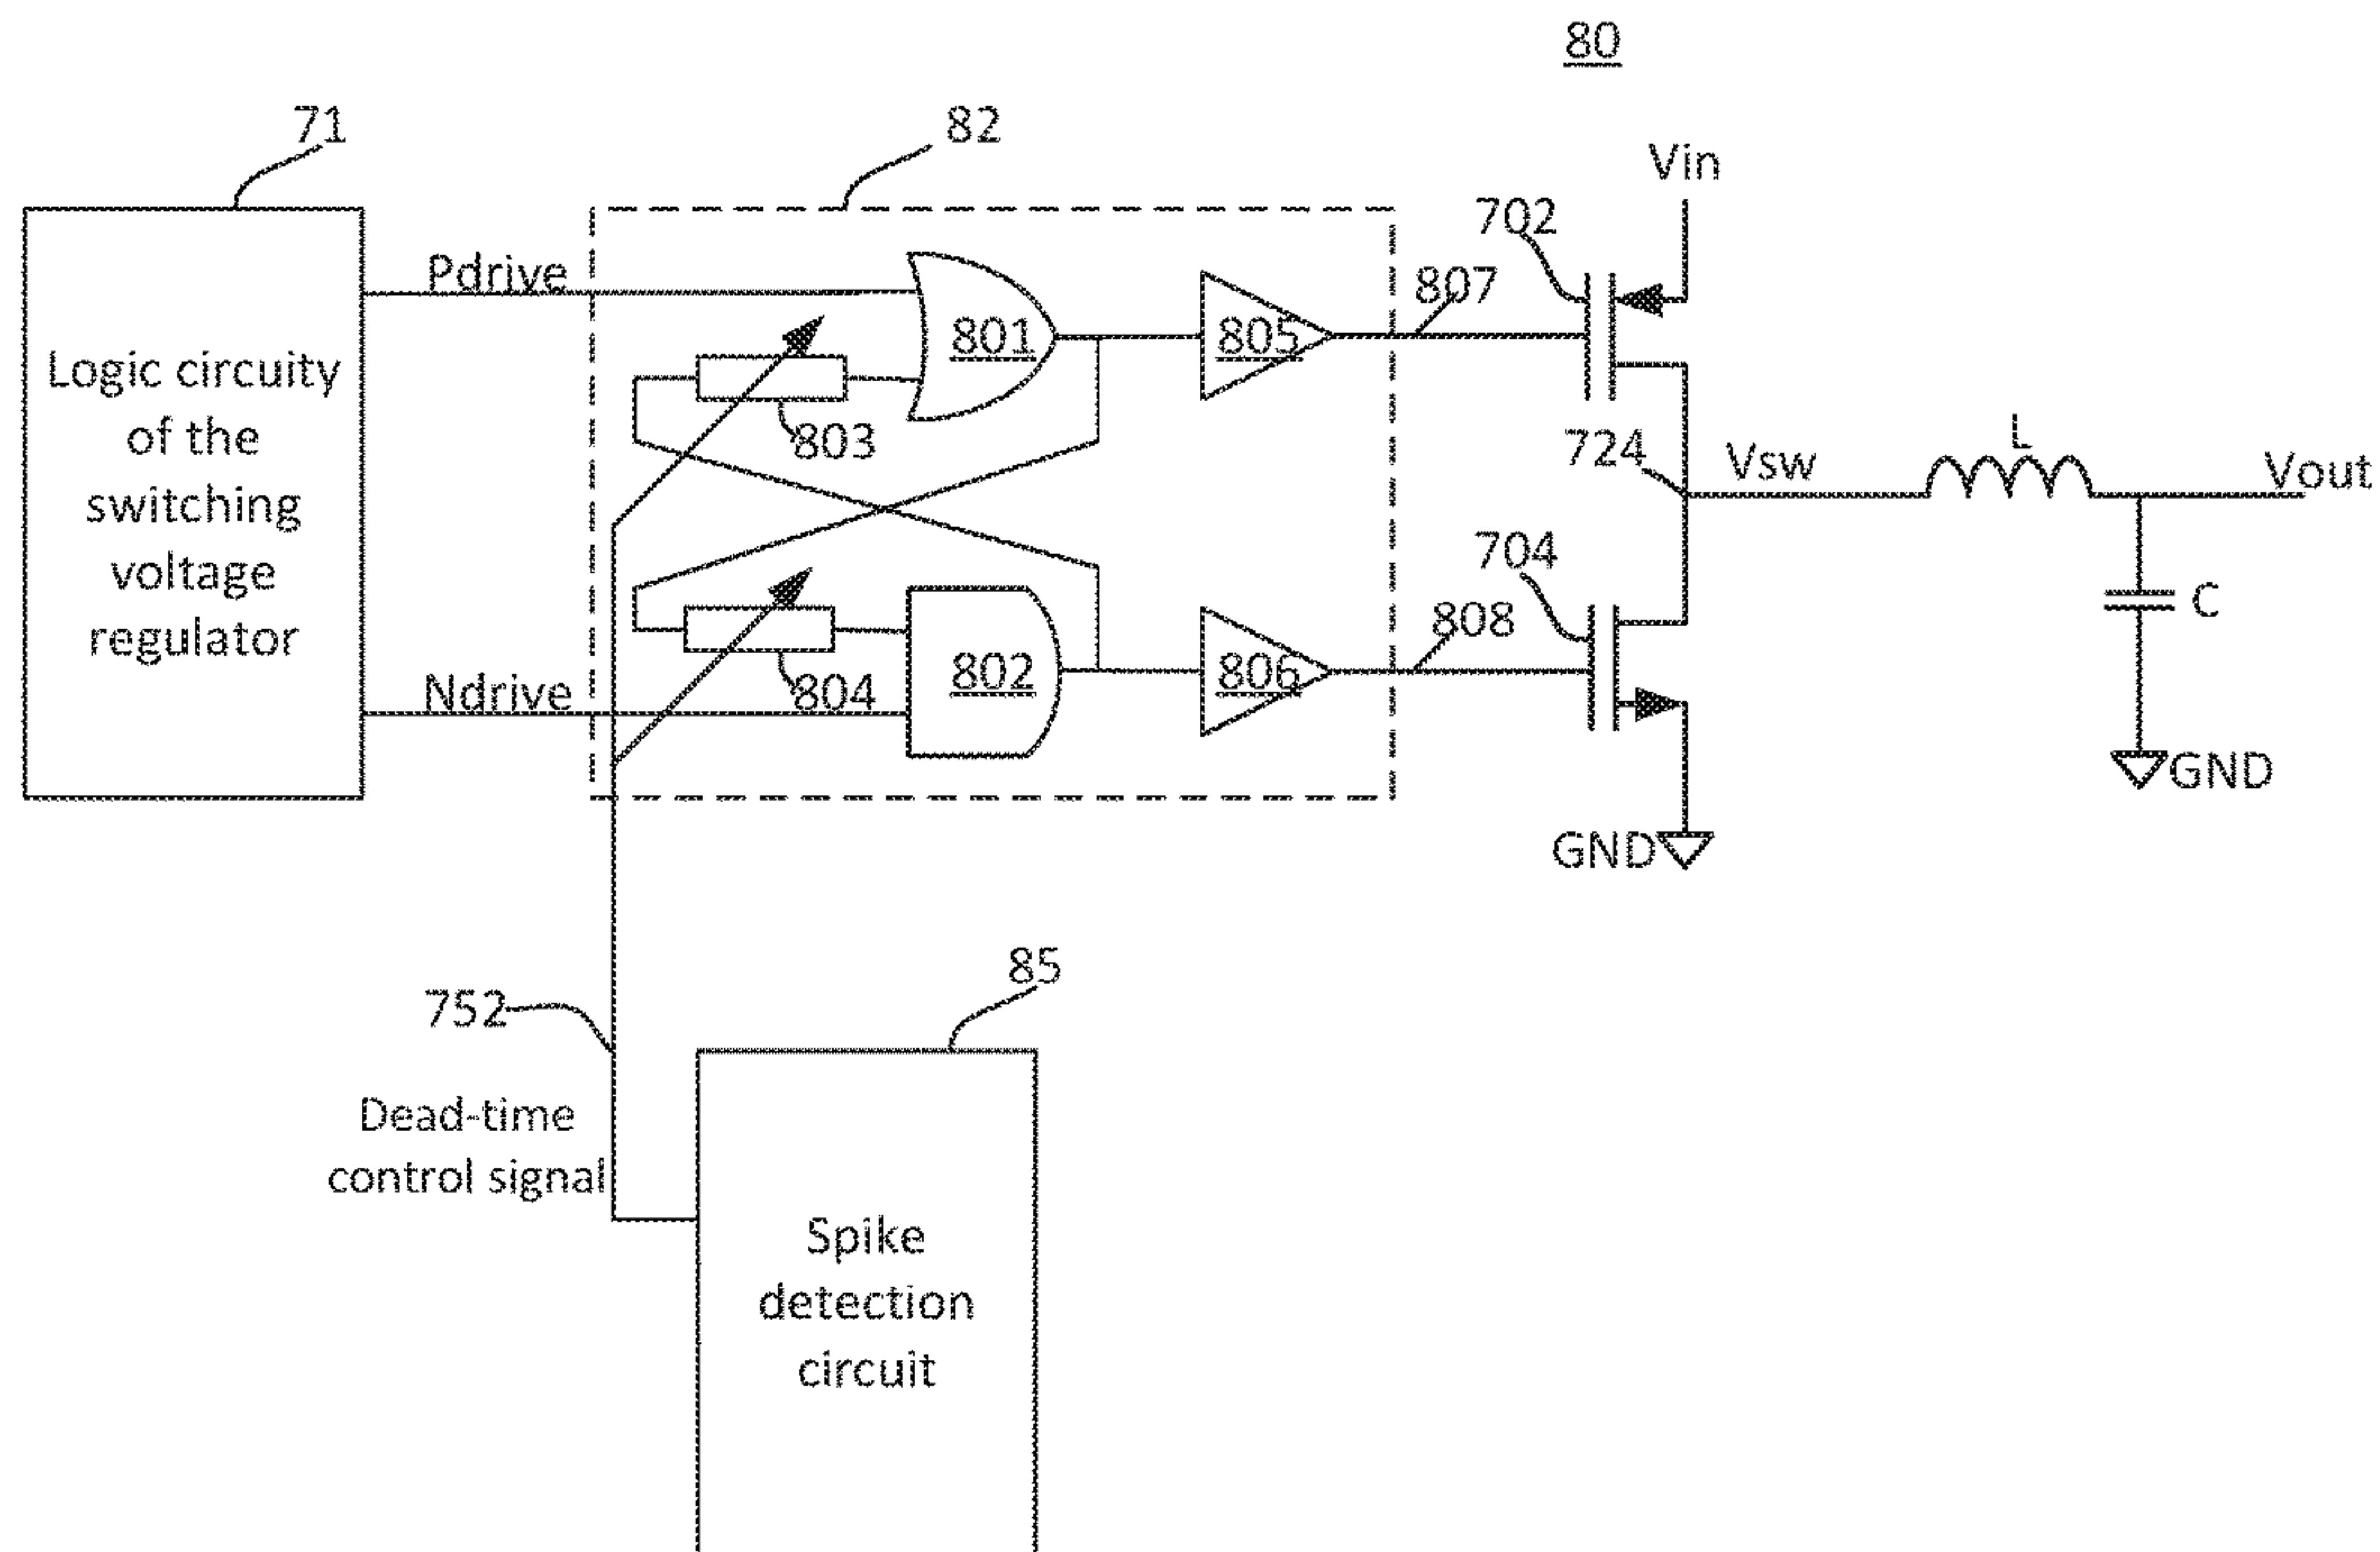 80
71
82
Vin
702
Pdrive
807
801
805
Logic circuity
of the
switching
voltage
regulator
803
724
Vsw
L
Vout
704
C
808
Ndrive
804
802
806
GND
GND
85
752
Dead-time
control signal
Spike
detection
circuit